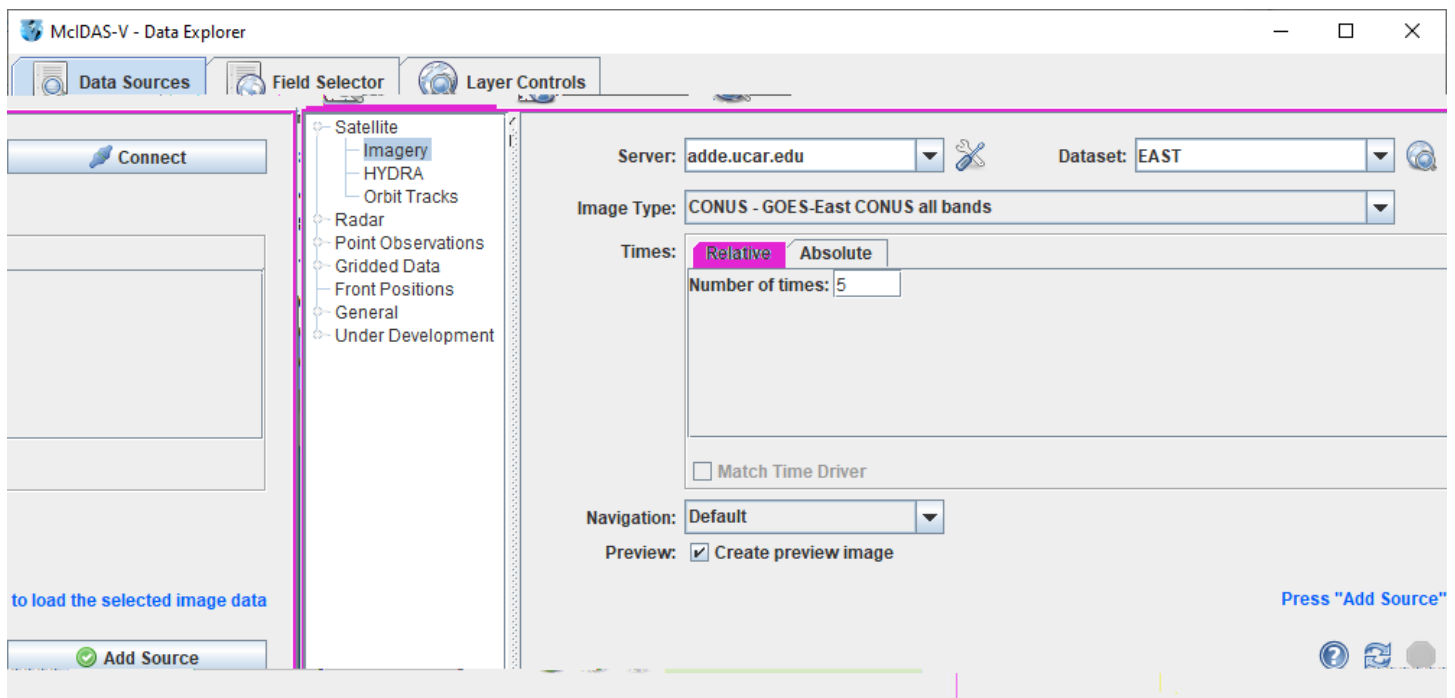 McIDAS-V - Data Explorer
Data Sources Field Selector Layer Controls
Connect
to load the selected image data
Add Source
Satellite
Imagery
HYDRA
Orbit Tracks
Radar
Point Observations
Gridded Data
Front Positions
General
Under Development
Server: adde.ucar.edu Dataset: EAST
Image Type: CONUS - GOES-East CONUS all bands
Times: Relative Absolute
Number of times: 5
Match Time Driver
Navigation: Default
Preview: Create preview image
Press "Add Source"